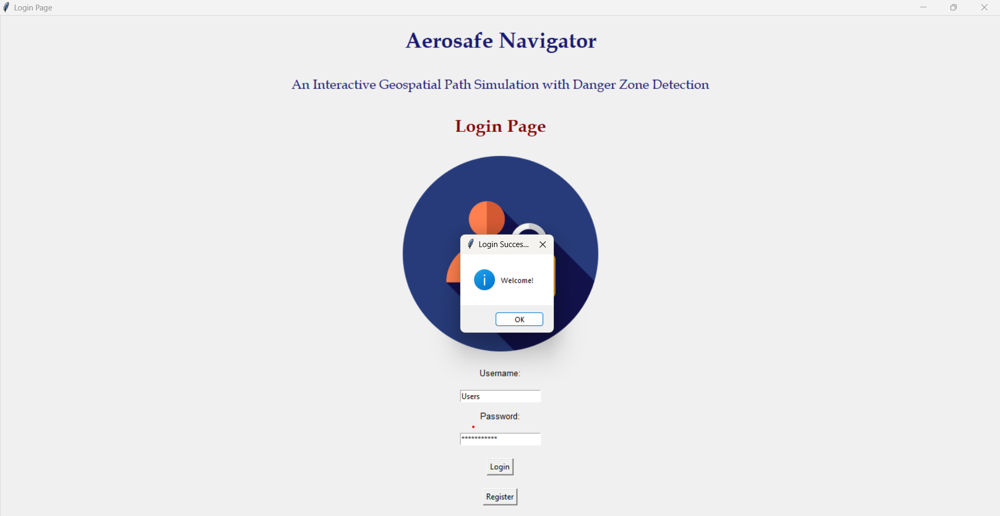 Login Page
Aerosafe Navigator
An Interactive Geospatial Path Simulation with Danger Zone Detection
Login Page
Login Succes...
i
Welcome!
OK
Username:
Users
Password:
***********
Login
Register